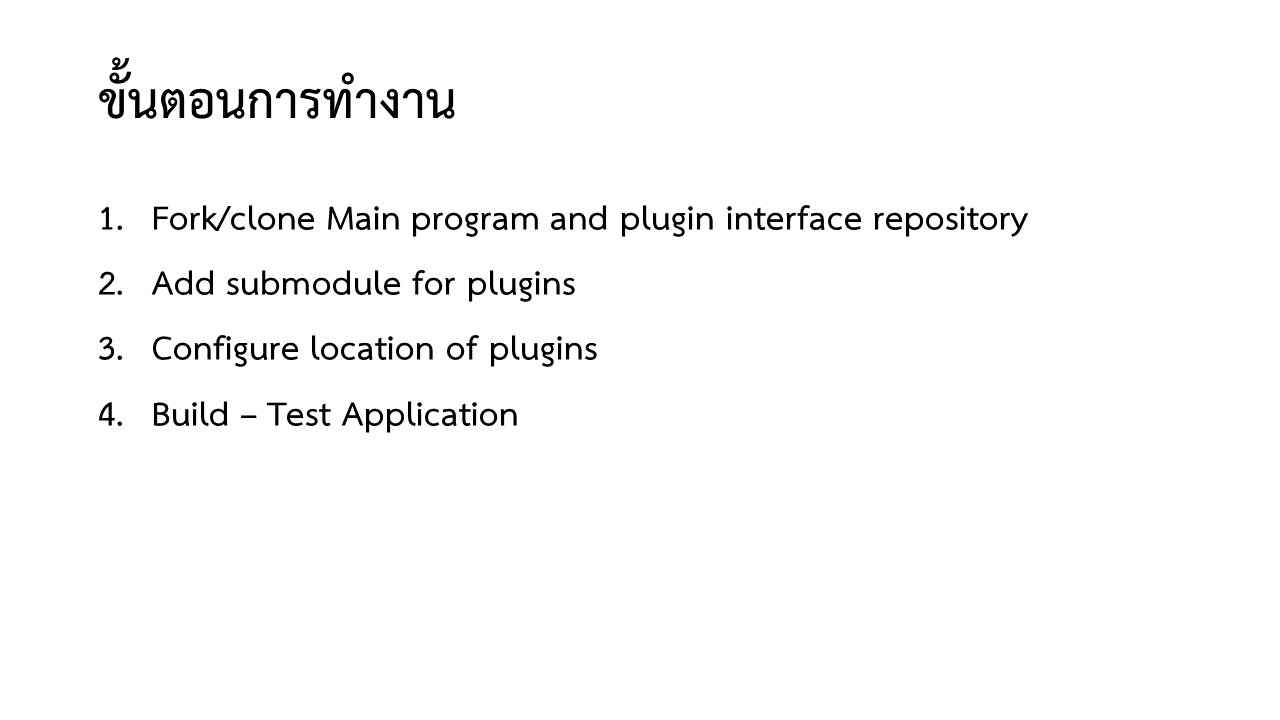 ขั้นตอนการทำงาน
1. Fork/clone Main program and plugin interface repository
2. Add submodule for plugins
3. Configure location of plugins
4. Build – Test Application